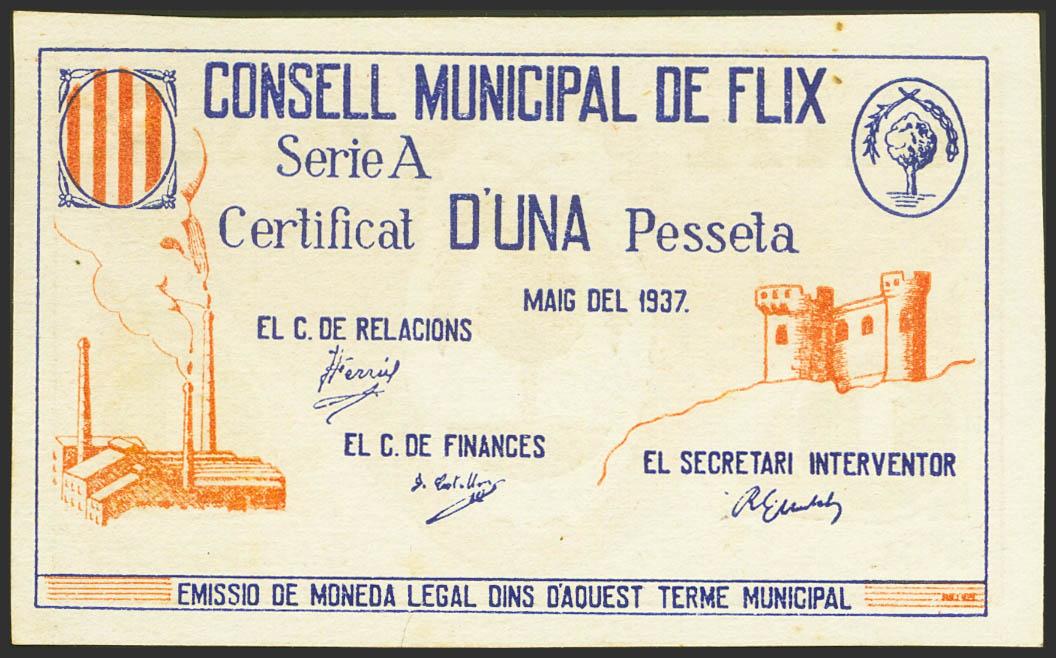 CONSELL MUNICIPAL DE FLIX
Serie A
Certificat D'UNA Pesseta
MAIG DEL 1937.
EL C. DE RELACIONS
EL C. DE FINANCES
EL SECRETARI INTERVENTOR
EMISSIO DE MONEDA LEGAL DINS D'AQUEST TERME MUNICIPAL